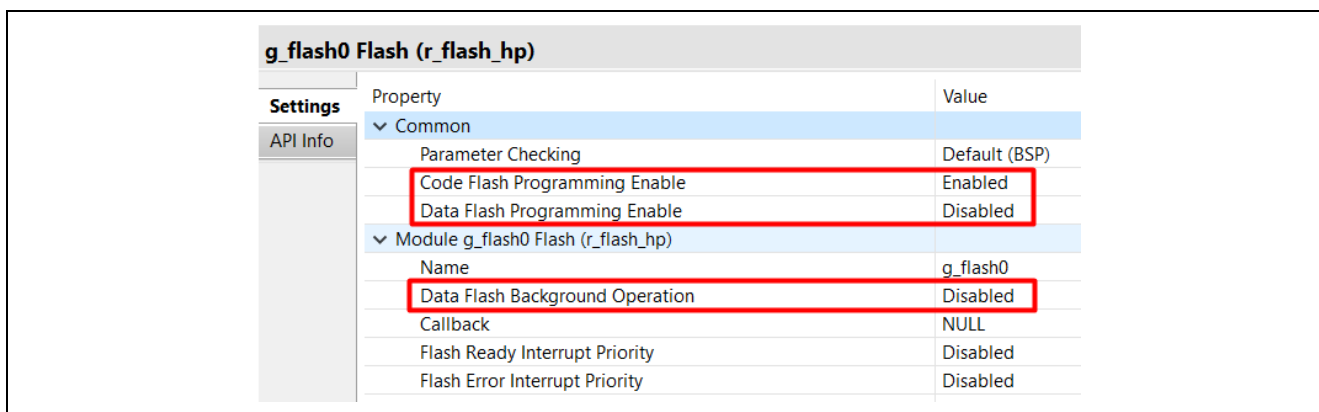 g_flash0 Flash (r_flash_hp)
Settings
API Info
Property Value
Common
Parameter Checking Default (BSP)
Code Flash Programming Enable Enabled
Data Flash Programming Enable Disabled
Module g_flash0 Flash (r_flash_hp)
Name g_flash0
Data Flash Background Operation Disabled
Callback NULL
Flash Ready Interrupt Priority Disabled
Flash Error Interrupt Priority Disabled